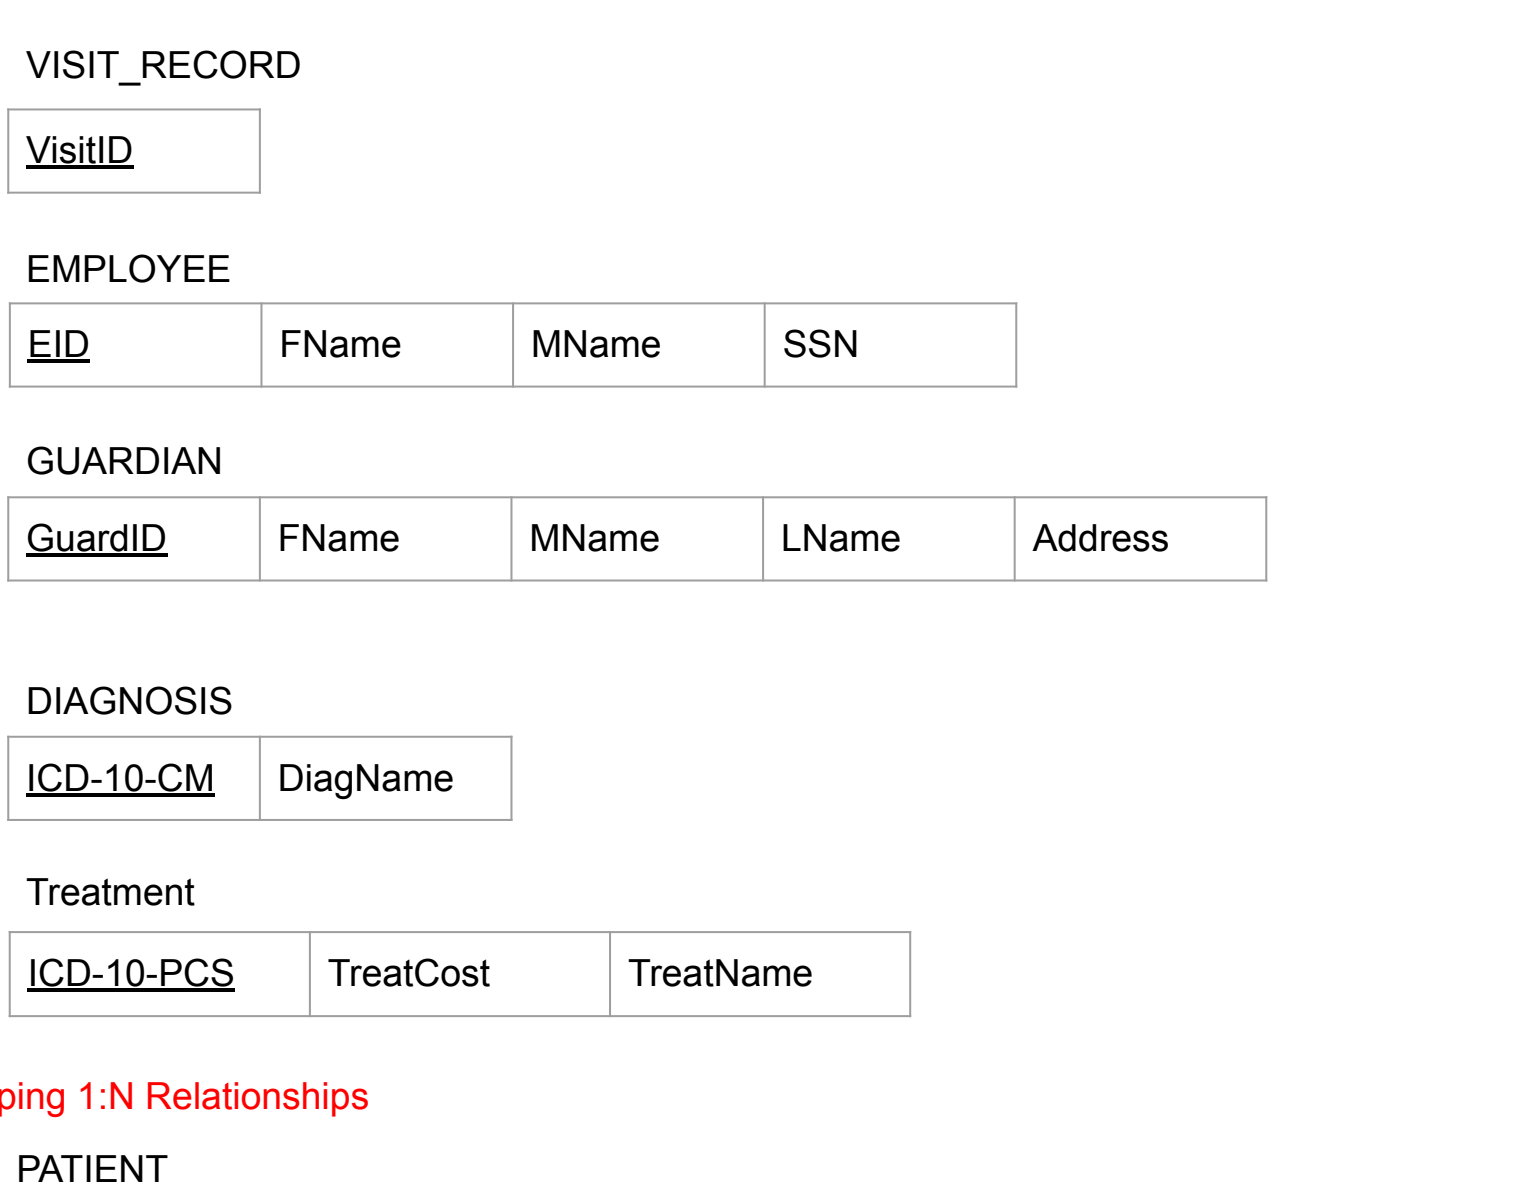 VISIT_RECORD
VisitID
EMPLOYEE
EID FName MName SSN
GUARDIAN
GuardID FName MName LName Address
DIAGNOSIS
ICD-10-CM DiagName
Treatment
ICD-10-PCS TreatCost TreatName
ping 1:N Relationships
PATIENT